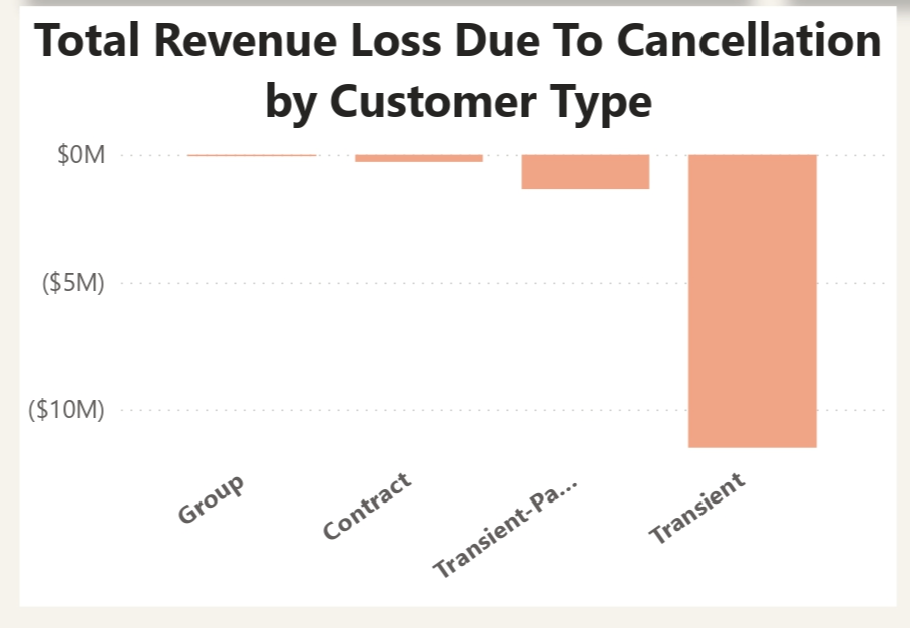 Total Revenue Loss Due To Cancellation
by Customer Type
$0M
($5M)
($10M)
Group
Contract
Transient-Pa...
Transient